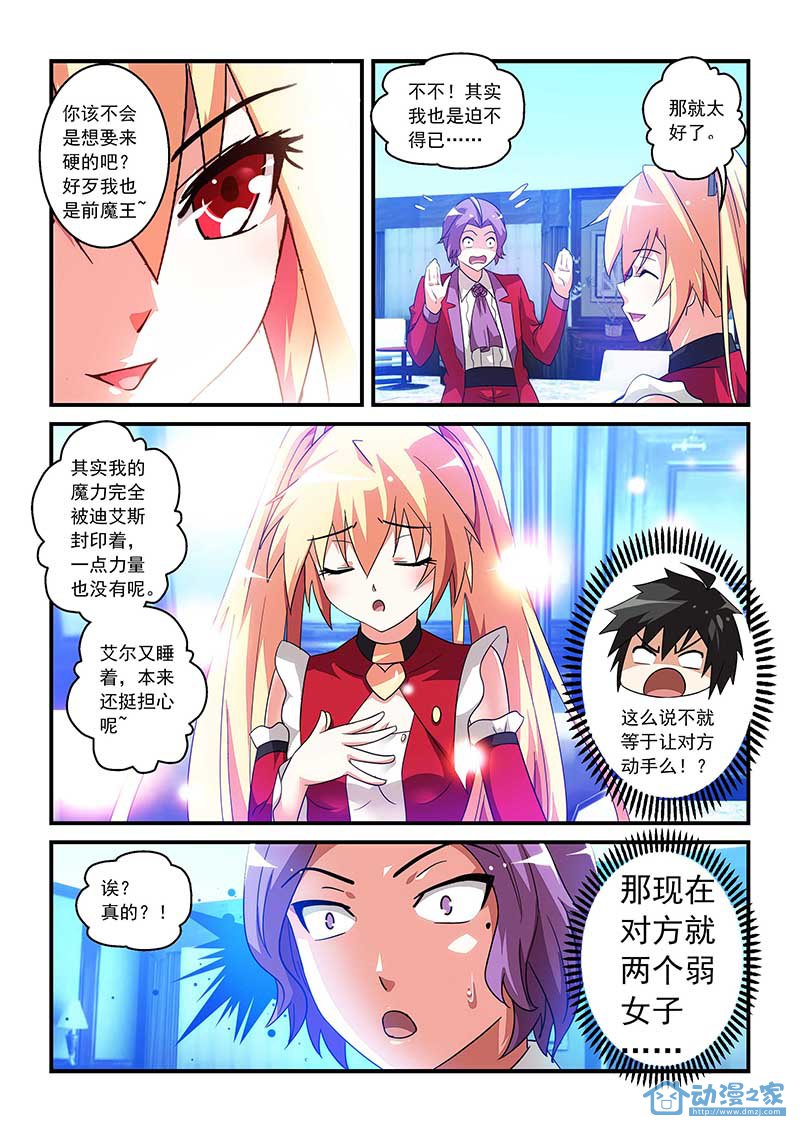 你该不会
是想要来
硬的吧？
好歹我也
是前魔王~
不不！其实
我也是迫不
得已……
那就太
好了。
其实我的
魔力完全
被迪艾斯
封印着，
一点力量
也没有呢。
艾尔又睡
着，本来
还挺担心
呢~
这么说不就
等于让对方
动手么！？
诶？
真的？！
那现在
对方就
两个弱
女子
……
动漫之家
http://www.dmzj.com